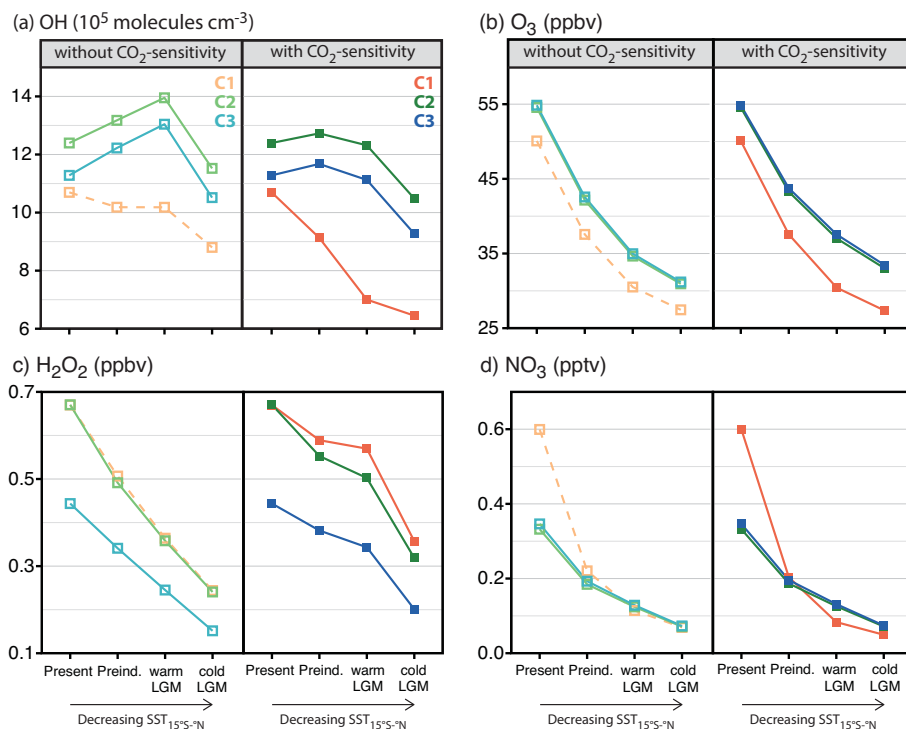 (a) OH (10⁵ molecules cm⁻³)
without CO₂-sensitivity
with CO₂-sensitivity
C1
C2
C3
C1
C2
C3
14
12
10
8
6
(b) O₃ (ppbv)
without CO₂-sensitivity
with CO₂-sensitivity
55
45
35
25
c) H₂O₂ (ppbv)
0.7
0.5
0.3
0.1
Present
Preind.
warm
LGM
cold
LGM
Present
Preind.
warm
LGM
cold
LGM
Decreasing SST₁₅°S-°N
Decreasing SST₁₅°S-°N
d) NO₃ (pptv)
0.6
0.4
0.2
0.0
Present
Preind.
warm
LGM
cold
LGM
Present
Preind.
warm
LGM
cold
LGM
Decreasing SST₁₅°S-°N
Decreasing SST₁₅°S-°N